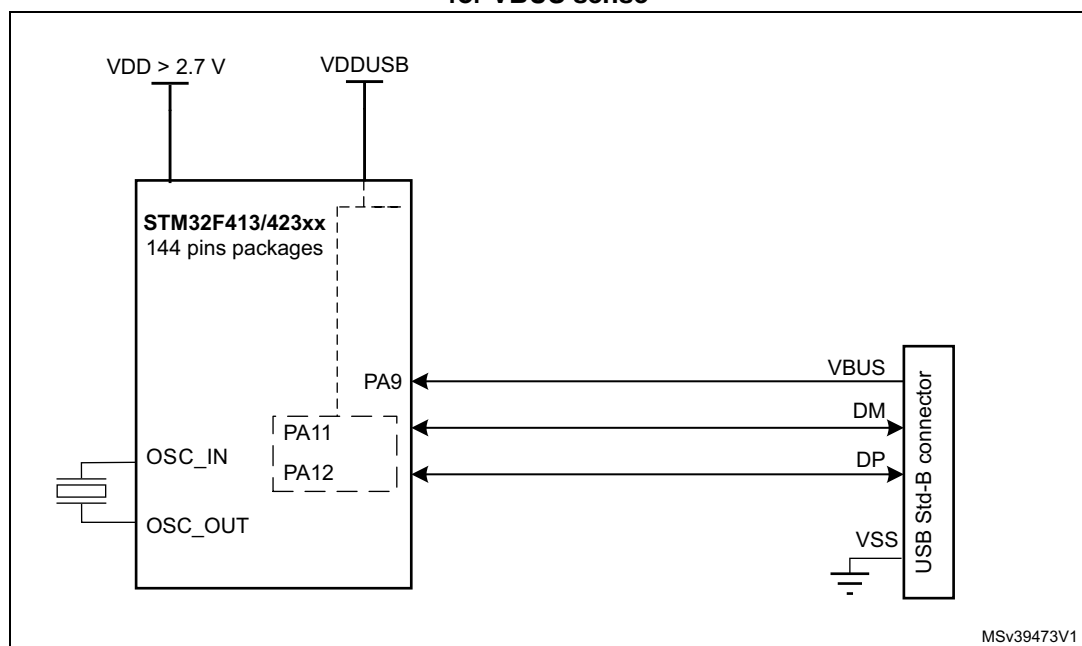 for VBUS sense
VDD > 2.7 V
VDDUSB
STM32F413/423xx
144 pins packages
PA9
VBUS
PA11
DM
PA12
DP
OSC_IN
OSC_OUT
VSS
USB Std-B connector
MSv39473V1